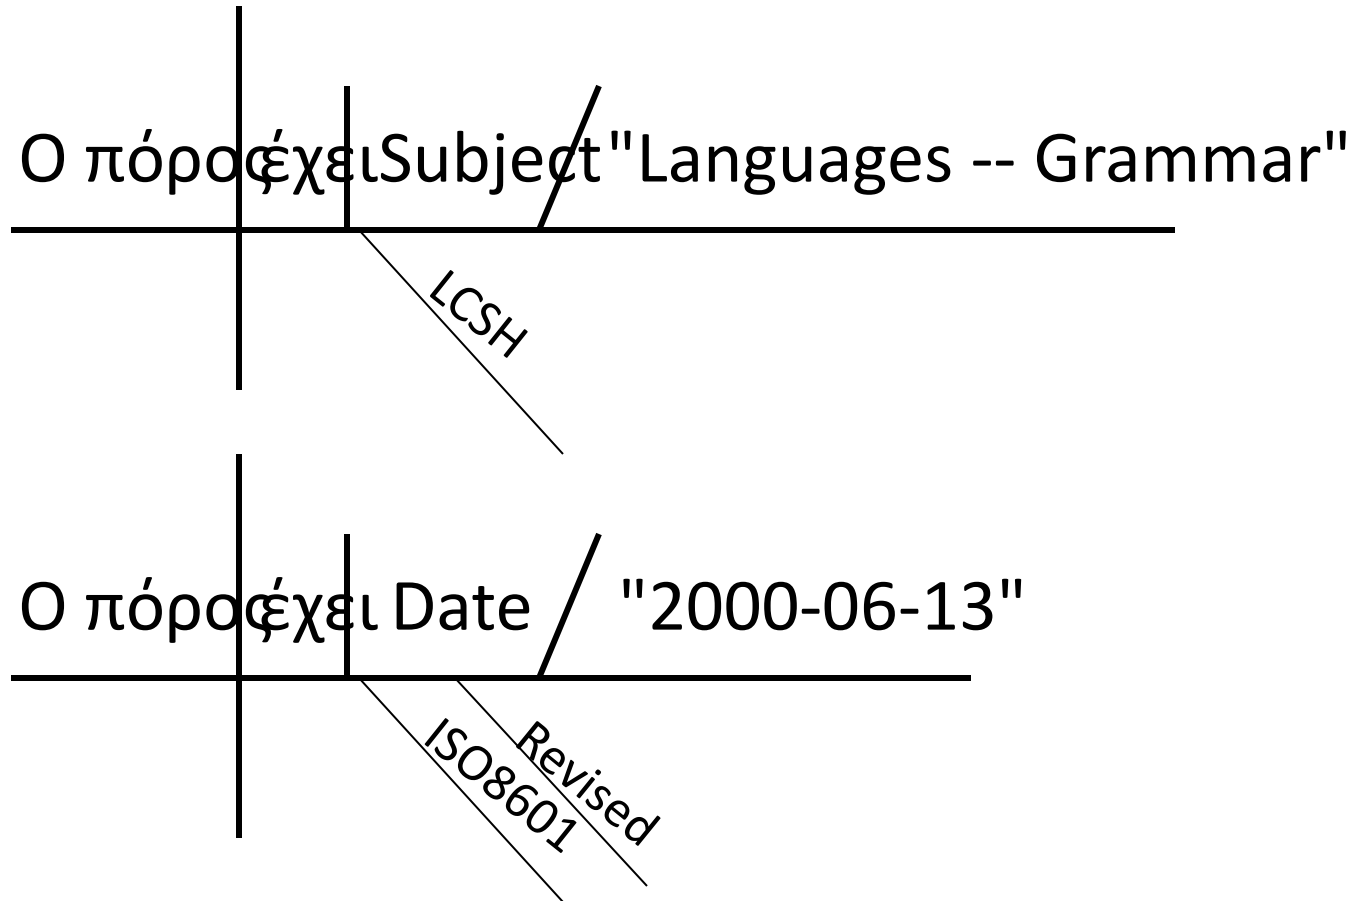 Ο πόρος έχει Subject "Languages -- Grammar"
LCSH
Ο πόρος έχει Date "2000-06-13"
ISO8601
Revised